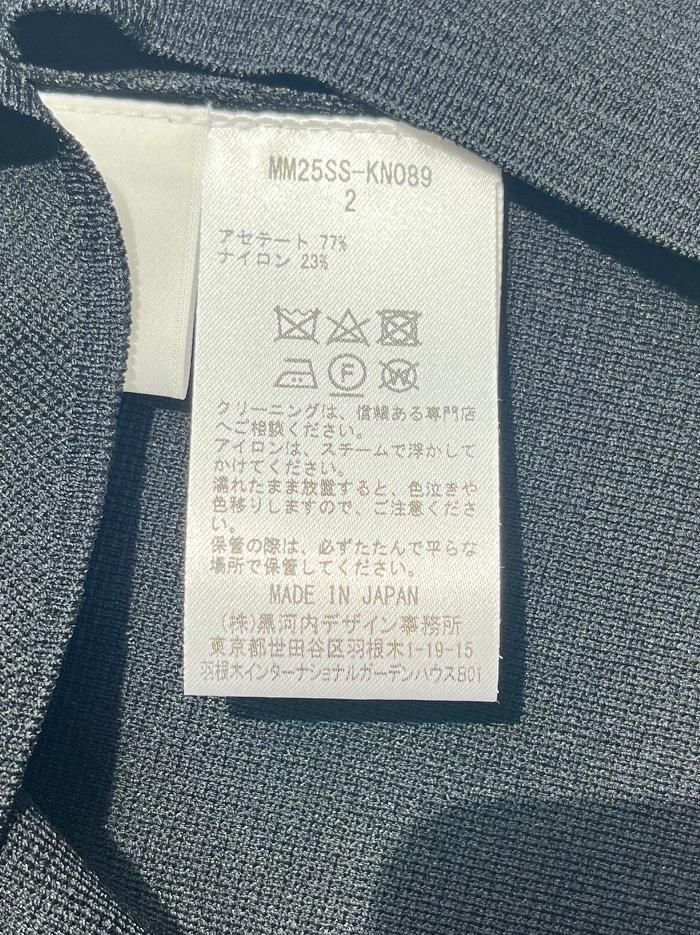 MM25SS-KN089
2
アセテート 77%
ナイロン 23%
F
W
クリーニングは、信頼ある専門店
へご相談ください。
アイロンは、スチームで浮かして
かけてください。
濡れたまま放置すると、色泣きや
色移りしますので、ご注意くださ
い。
保管の際は、必ずたたんで平らな
場所で保管してください。
MADE IN JAPAN
(株)黒河内デザイン事務所
東京都世田谷区羽根木1-19-15
羽根木インターナショナルガーデンハウスB01